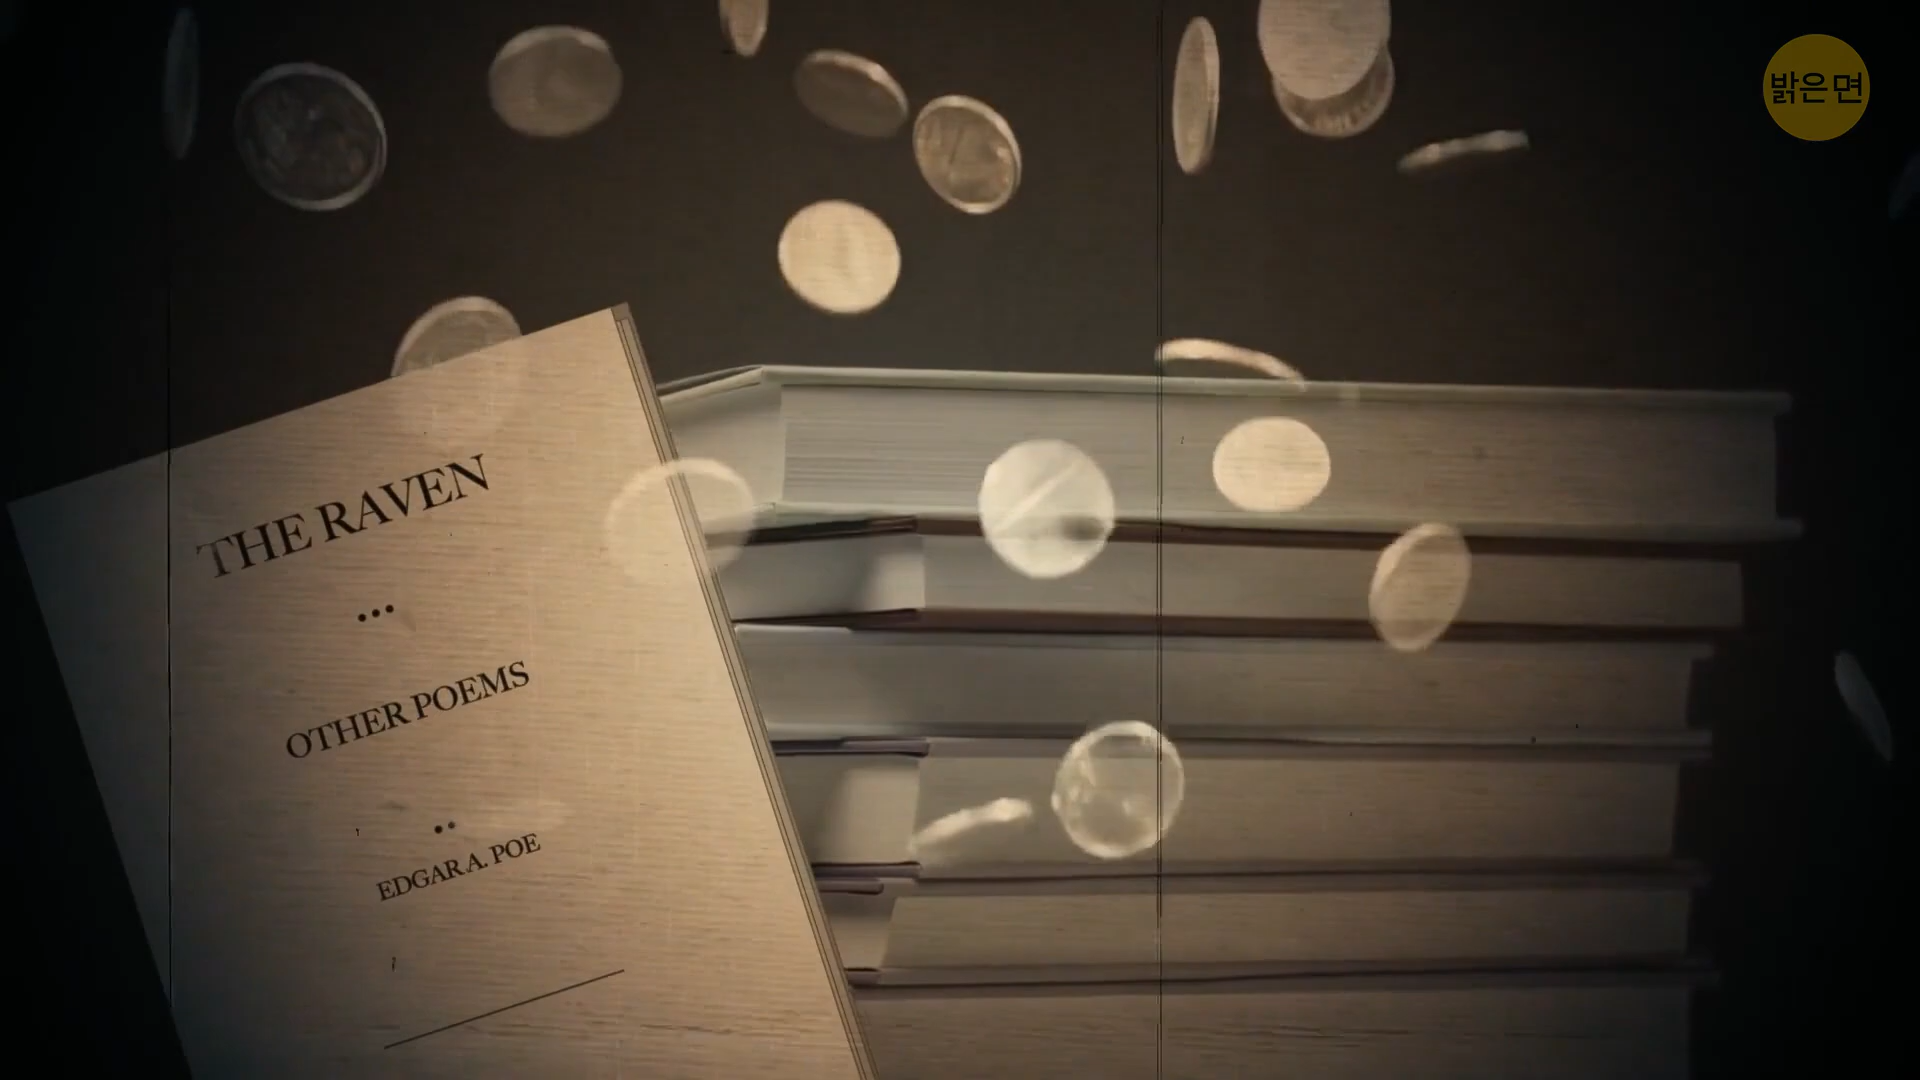 밝은면
THE RAVEN
OTHER POEMS
EDGAR A. POE